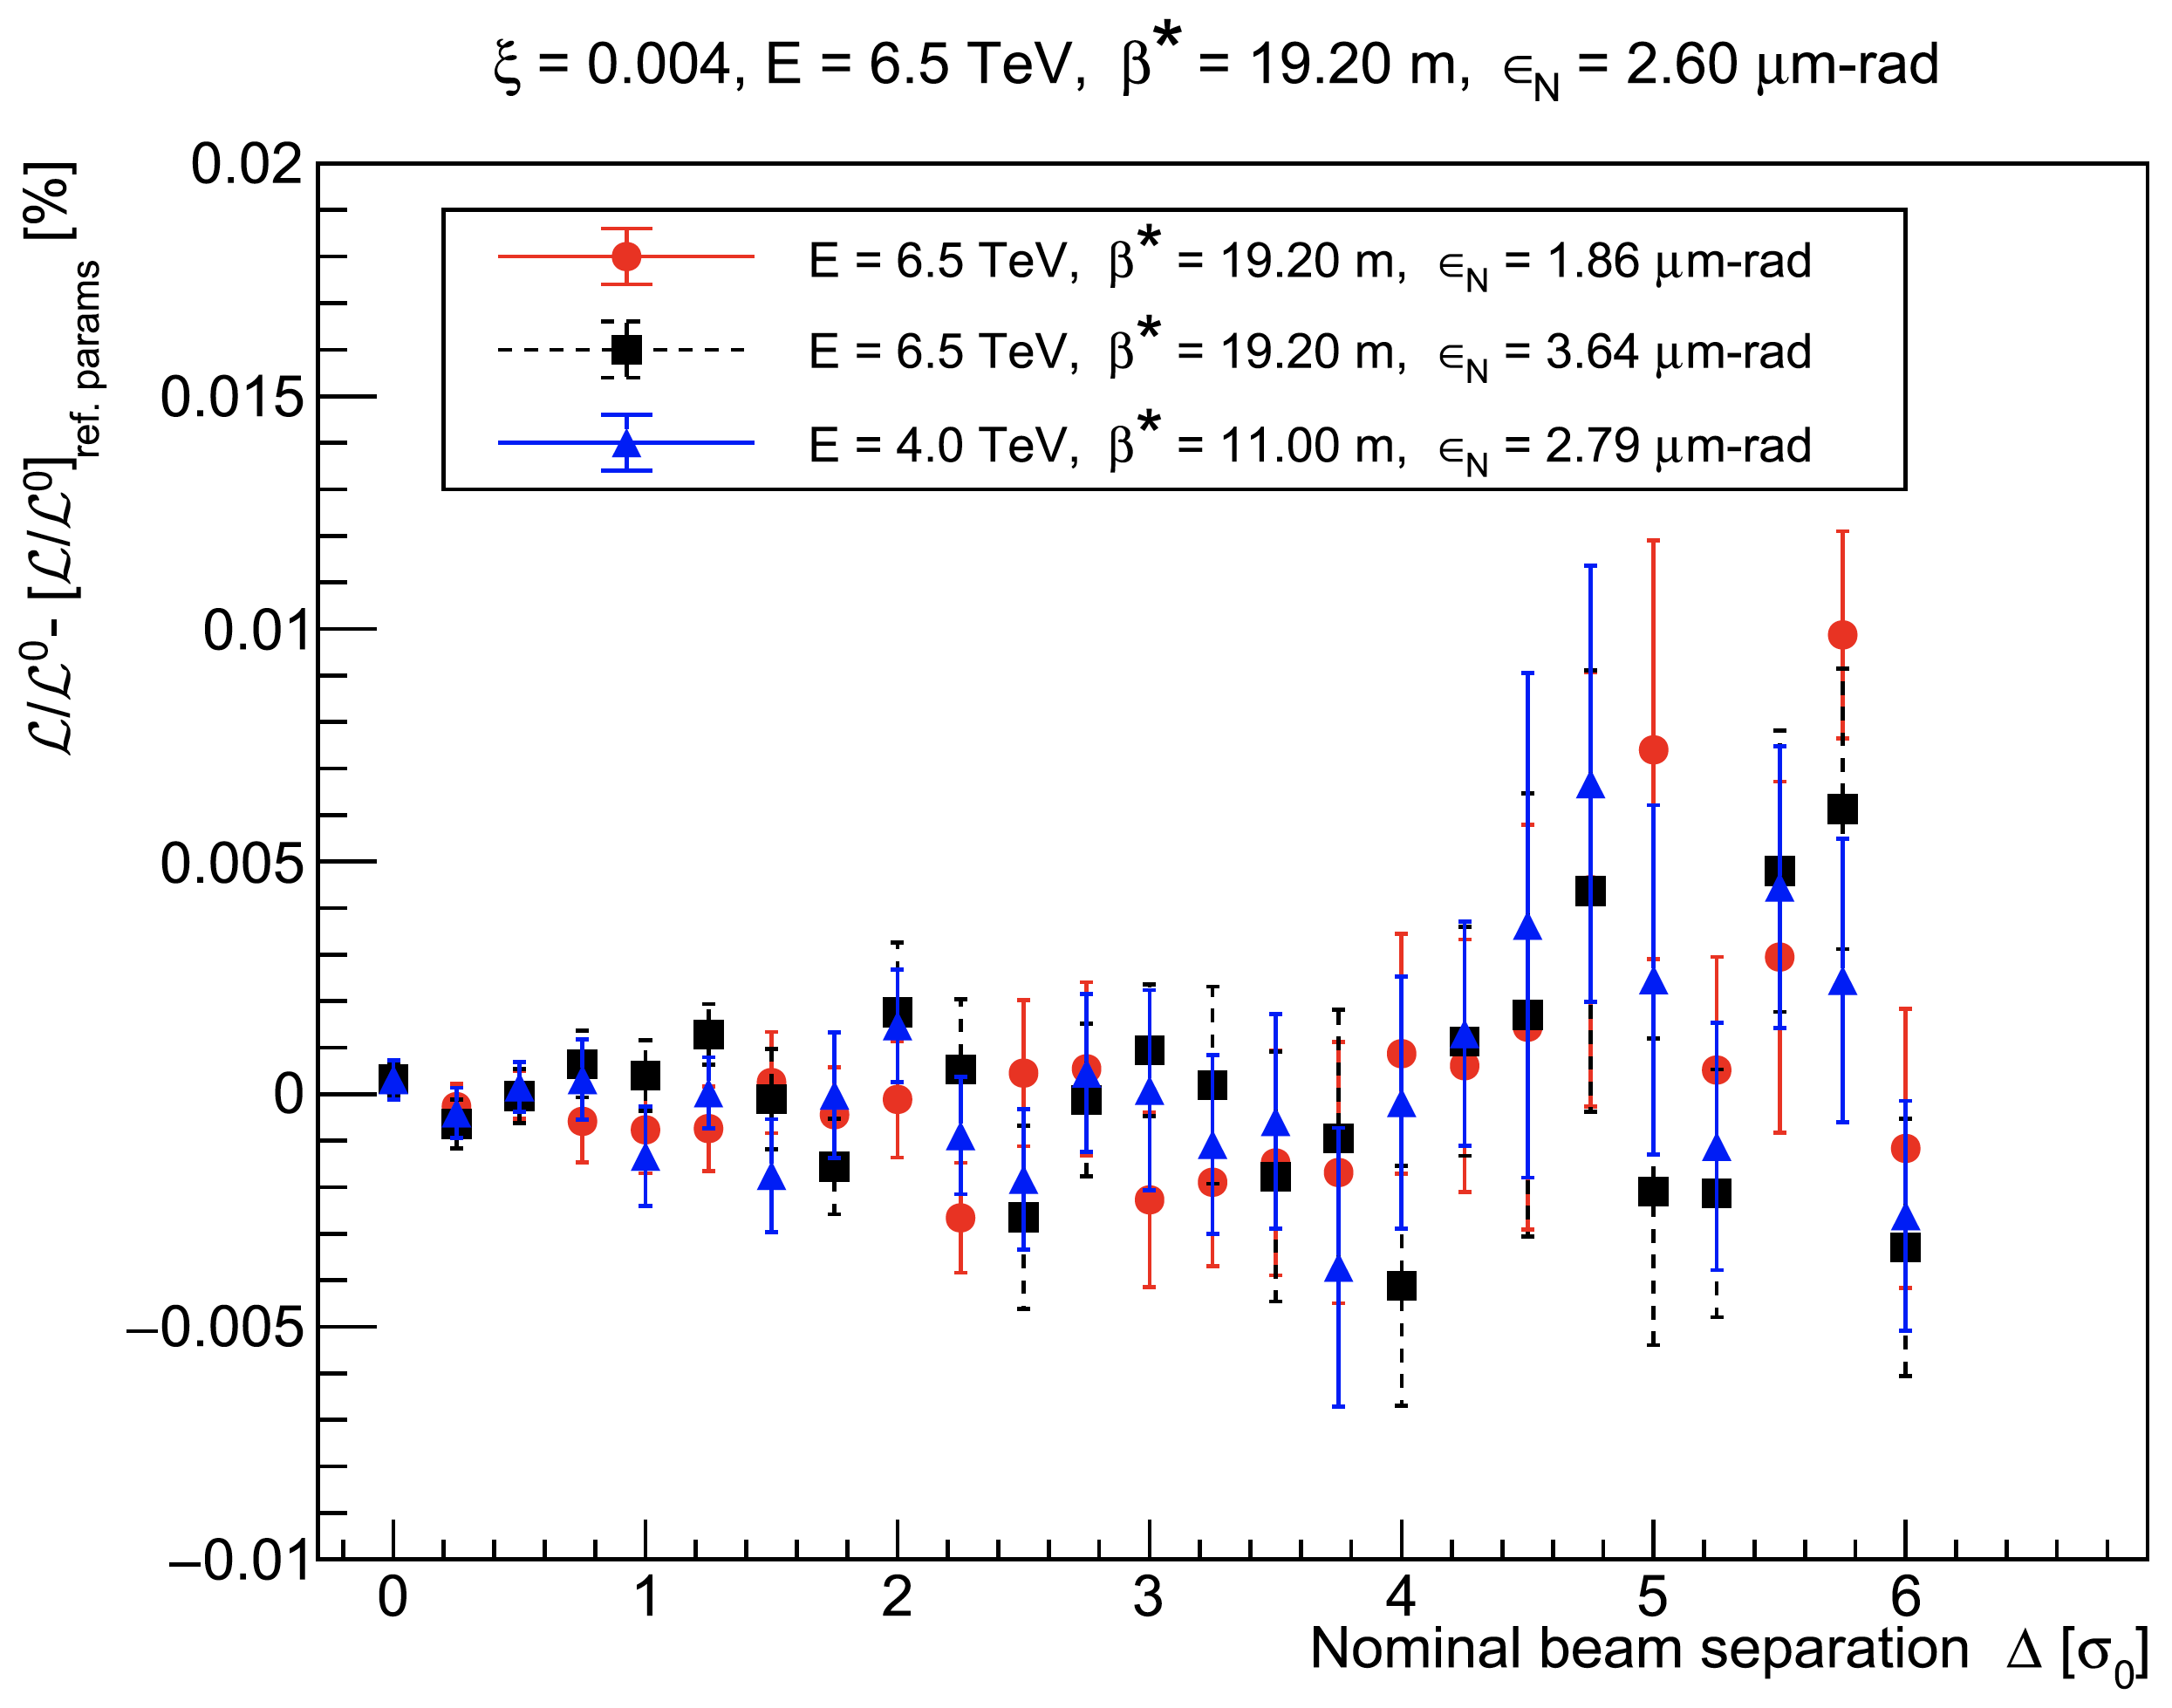 ξ = 0.004, E = 6.5 TeV, β* = 19.20 m, ϵN = 2.60 μm-rad
ℒ/ℒ0- [ℒ/ℒ0]ref. params [%]
0.02
0.015
0.01
0.005
0
−0.005
−0.01
E = 6.5 TeV, β* = 19.20 m, ϵN = 1.86 μm-rad
E = 6.5 TeV, β* = 19.20 m, ϵN = 3.64 μm-rad
E = 4.0 TeV, β* = 11.00 m, ϵN = 2.79 μm-rad
0 1 2 3 4 5 6
Nominal beam separation Δ [σ0]